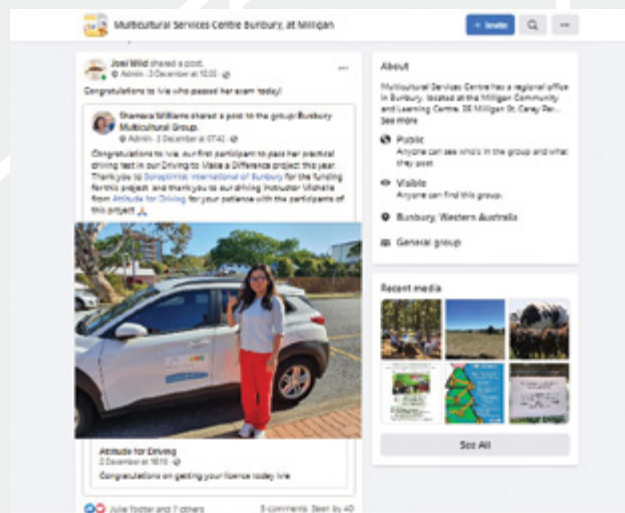 Multicultural Services Centre Bunbury, at Milligan
+ Invite
Joni Wild shared a post.
Admin · 3 December at 12:32
Congratulations to Ivie who passed her exam today!
Shamara Williams shared a post to the group: Bunbury
Multicultural Group.
Admin · 2 December at 07:42
Congratulations to Ivie, our first participant to pass her practical
driving test in our Driving to Make a Difference project this year.
Thank you to Soroptimist International of Bunbury for the funding
for this project and thank you to our driving instructor Michelle
from Attitude for Driving for your patience with the participants of
this project
Attitude for Driving
2 December at
Congratulations on getting your licence today Ivie
Julie Footer and 7 others
3 comments Seen by 40
About
Multicultural Services Centre has a regional office
in Bunbury, located at the Milligan Community
and Learning Centre, 35 Milligan St, Carey Par...
See more
Public
Anyone can see who's in the group and what
they post
Visible
Anyone can find this group.
Bunbury, Western Australia
General group
Recent media
See All